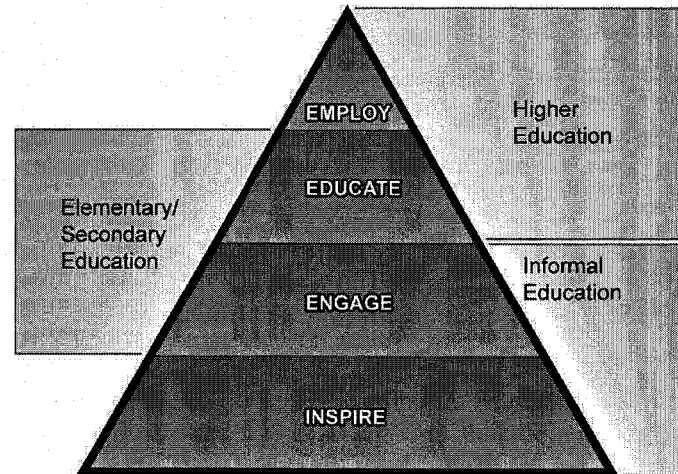 EMPLOY
Higher
Education
EDUCATE
Elementary/
Secondary
Education
Informal
Education
ENGAGE
INSPIRE